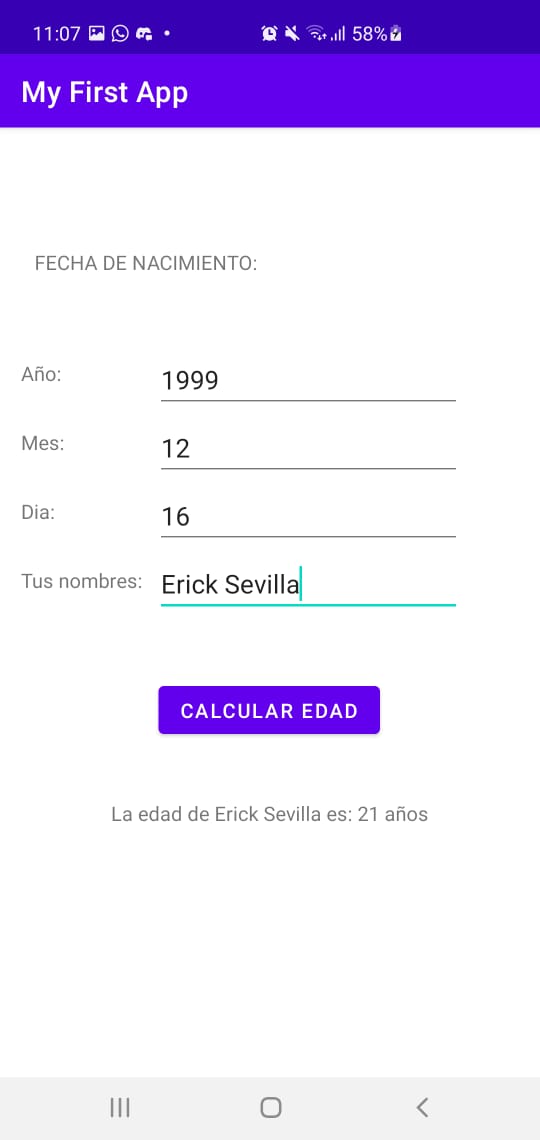 11:07 58%
My First App
FECHA DE NACIMIENTO:
Año: 1999
Mes: 12
Dia: 16
Tus nombres: Erick Sevilla
CALCULAR EDAD
La edad de Erick Sevilla es: 21 años